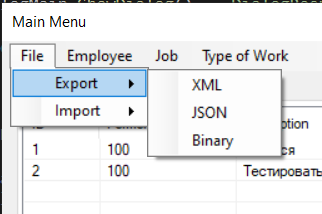 Main Menu
File Employee Job Type of Work
Export
XML
JSON
Import
Binary
1 100
2 100 Тестировать